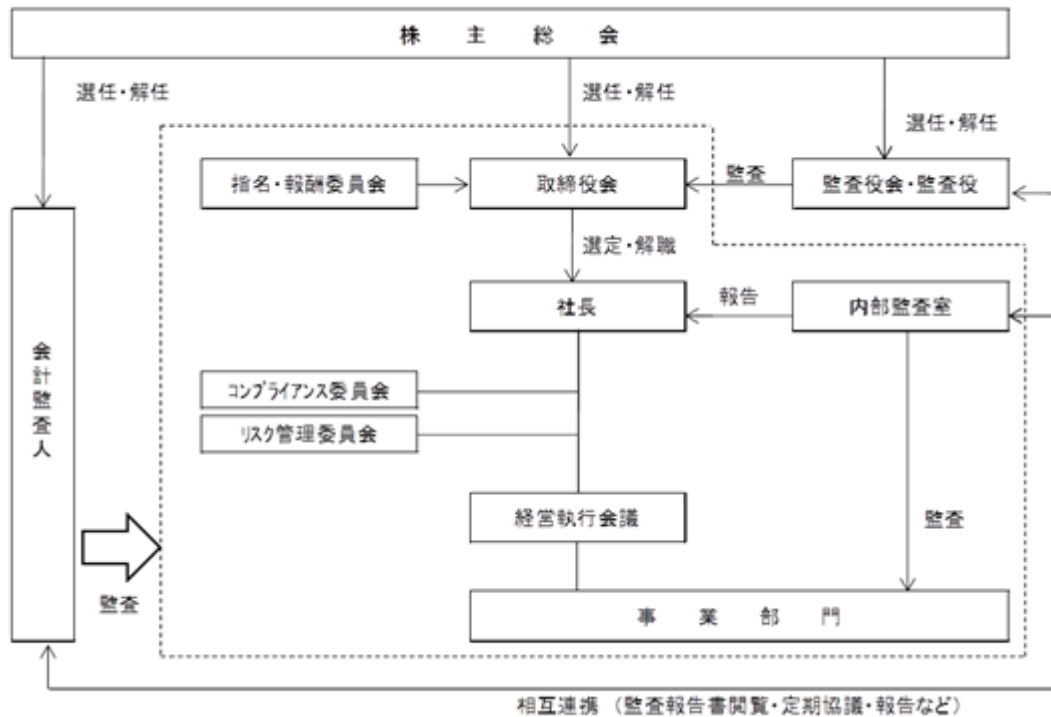 株主総会
選任・解任
選任・解任
選任・解任
指名・報酬委員会
取締役会
監査
監査役会・監査役
選定・解職
社長
報告
内部監査室
会計監査人
コンプライアンス委員会
リスク管理委員会
経営執行会議
監査
監査
事業部門
相互連携（監査報告書閲覧・定期協議・報告など）